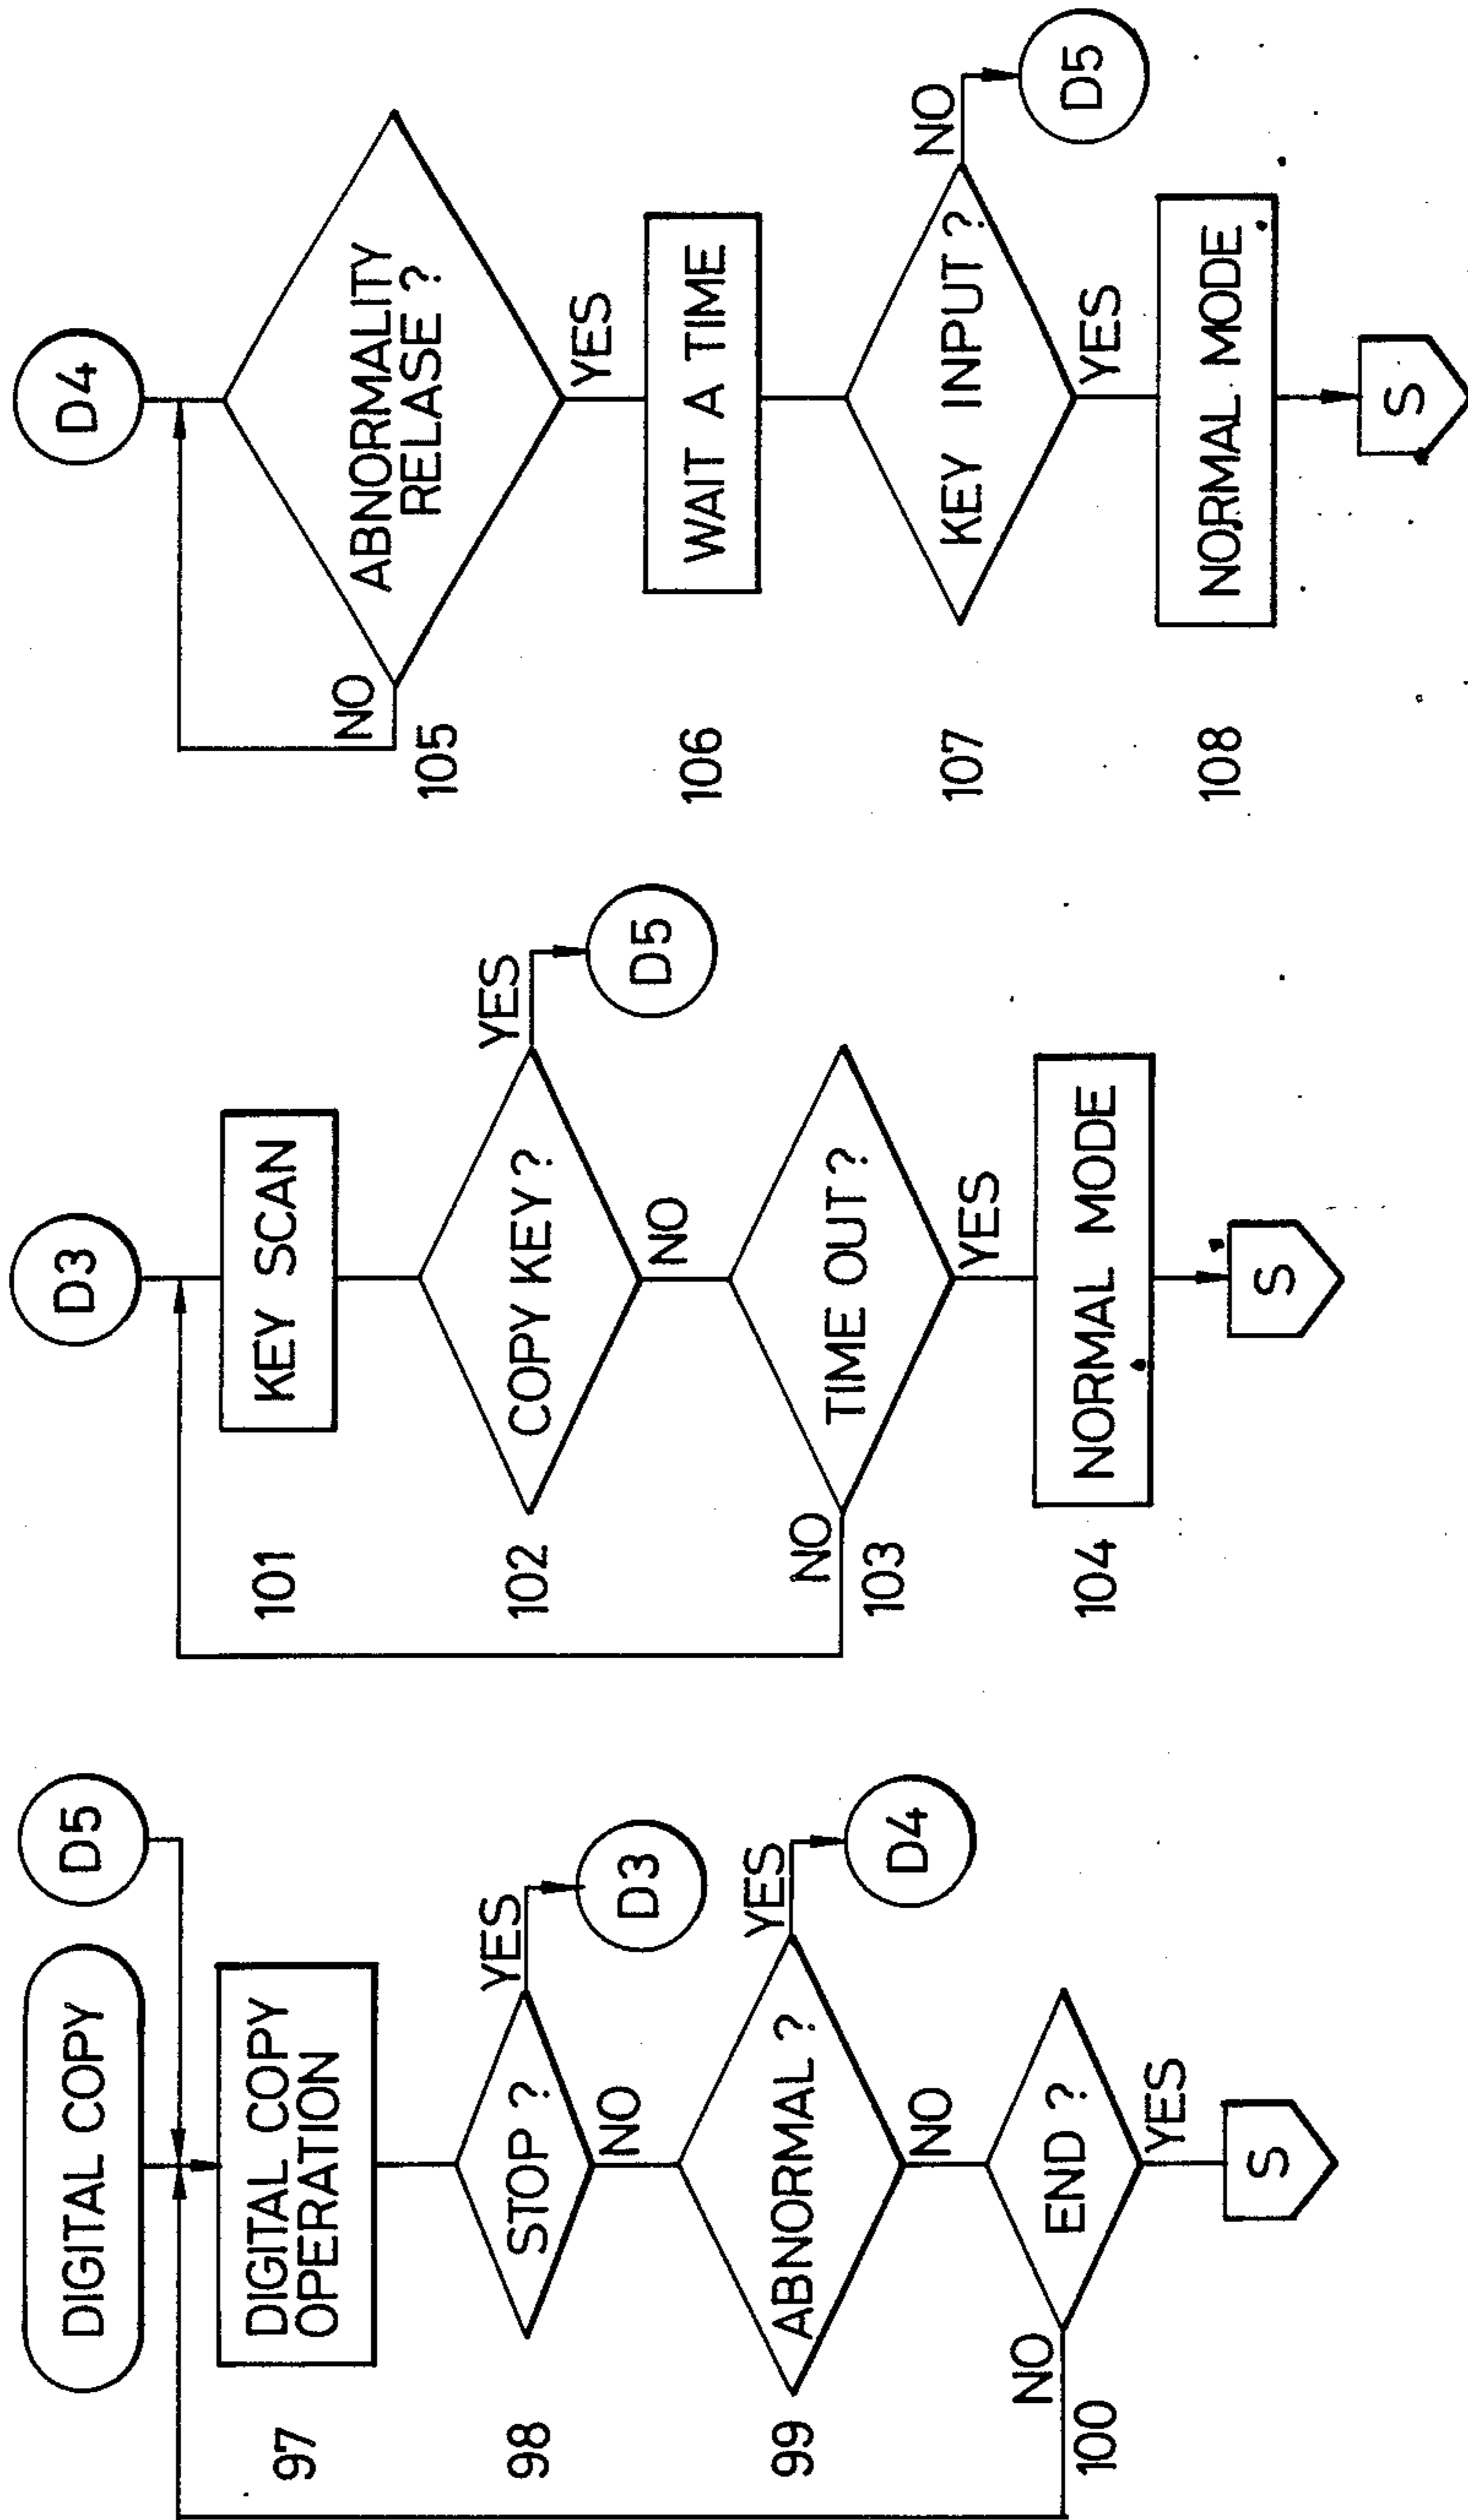 DIGITAL COPY
D5
97
DIGITAL COPY
OPERATION
98
STOP ?
YES
D3
NO
99
ABNORMAL ?
YES
D4
NO
100
NO
END ?
YES
S
D3
101
KEY SCAN
102
COPY KEY ?
YES
D5
NO
NO
103
TIME OUT ?
YES
104
NORMAL MODE
S
D4
NO
105
ABNORMALITY
RELASE ?
YES
106
WAIT A TIME
107
KEY INPUT ?
NO
D5
YES
108
NORMAL MODE
S